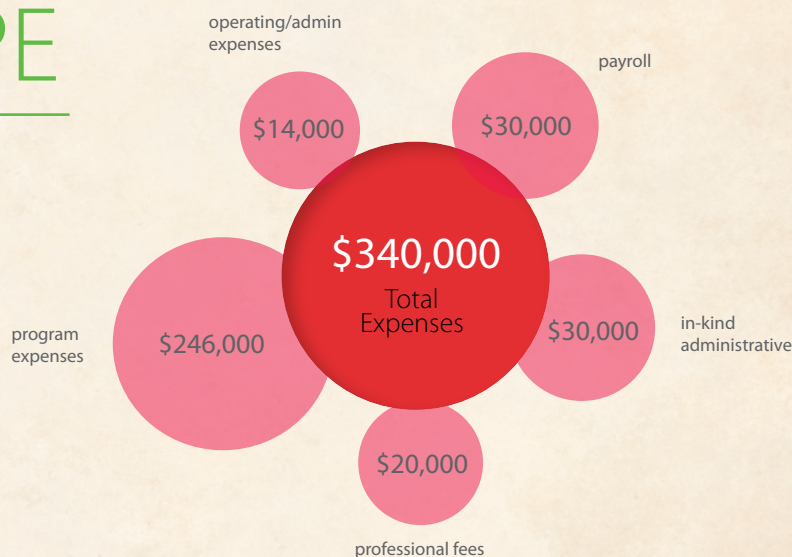 PE
operating/admin
expenses
payroll
$14,000
$30,000
$340,000
Total
Expenses
program
expenses
$246,000
$30,000
in-kind
administrative
$20,000
professional fees